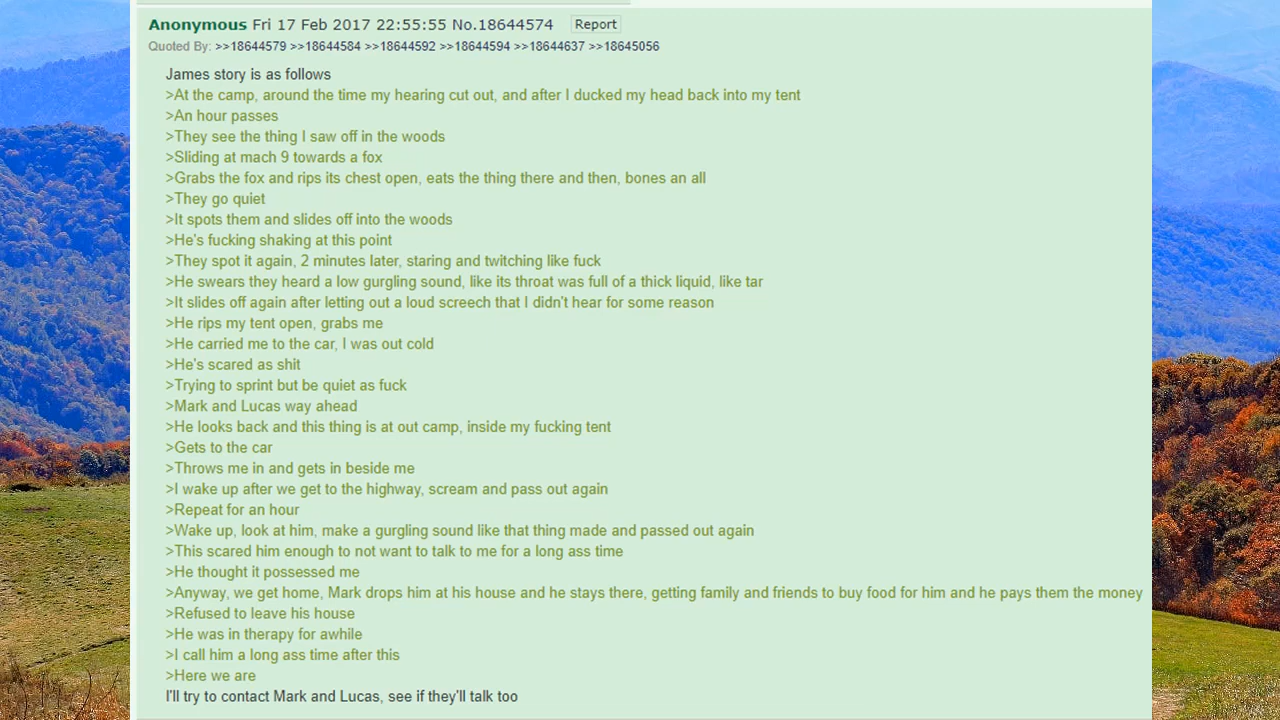 Anonymous Fri 17 Feb 2017 22:55:55 No.18644574 Report
Quoted By: >>18644579 >>18644584 >>18644592 >>18644594 >>18644637 >>18645056
James story is as follows
>At the camp, around the time my hearing cut out, and after I ducked my head back into my tent
>An hour passes
>They see the thing I saw off in the woods
>Sliding at mach 9 towards a fox
>Grabs the fox and rips its chest open, eats the thing there and then, bones an all
>They go quiet
>It spots them and slides off into the woods
>He's fucking shaking at this point
>They spot it again, 2 minutes later, staring and twitching like fuck
>He swears they heard a low gurgling sound, like its throat was full of a thick liquid, like tar
>It slides off again after letting out a loud screech that I didn't hear for some reason
>He rips my tent open, grabs me
>He carried me to the car, I was out cold
>He's scared as shit
>Trying to sprint but be quiet as fuck
>Mark and Lucas way ahead
>He looks back and this thing is at out camp, inside my fucking tent
>Gets to the car
>Throws me in and gets in beside me
>I wake up after we get to the highway, scream and pass out again
>Repeat for an hour
>Wake up, look at him, make a gurgling sound like that thing made and passed out again
>This scared him enough to not want to talk to me for a long ass time
>He thought it possessed me
>Anyway, we get home, Mark drops him at his house and he stays there, getting family and friends to buy food for him and he pays them the money
>Refused to leave his house
>He was in therapy for awhile
>I call him a long ass time after this
>Here we are
I'll try to contact Mark and Lucas, see if they'll talk too